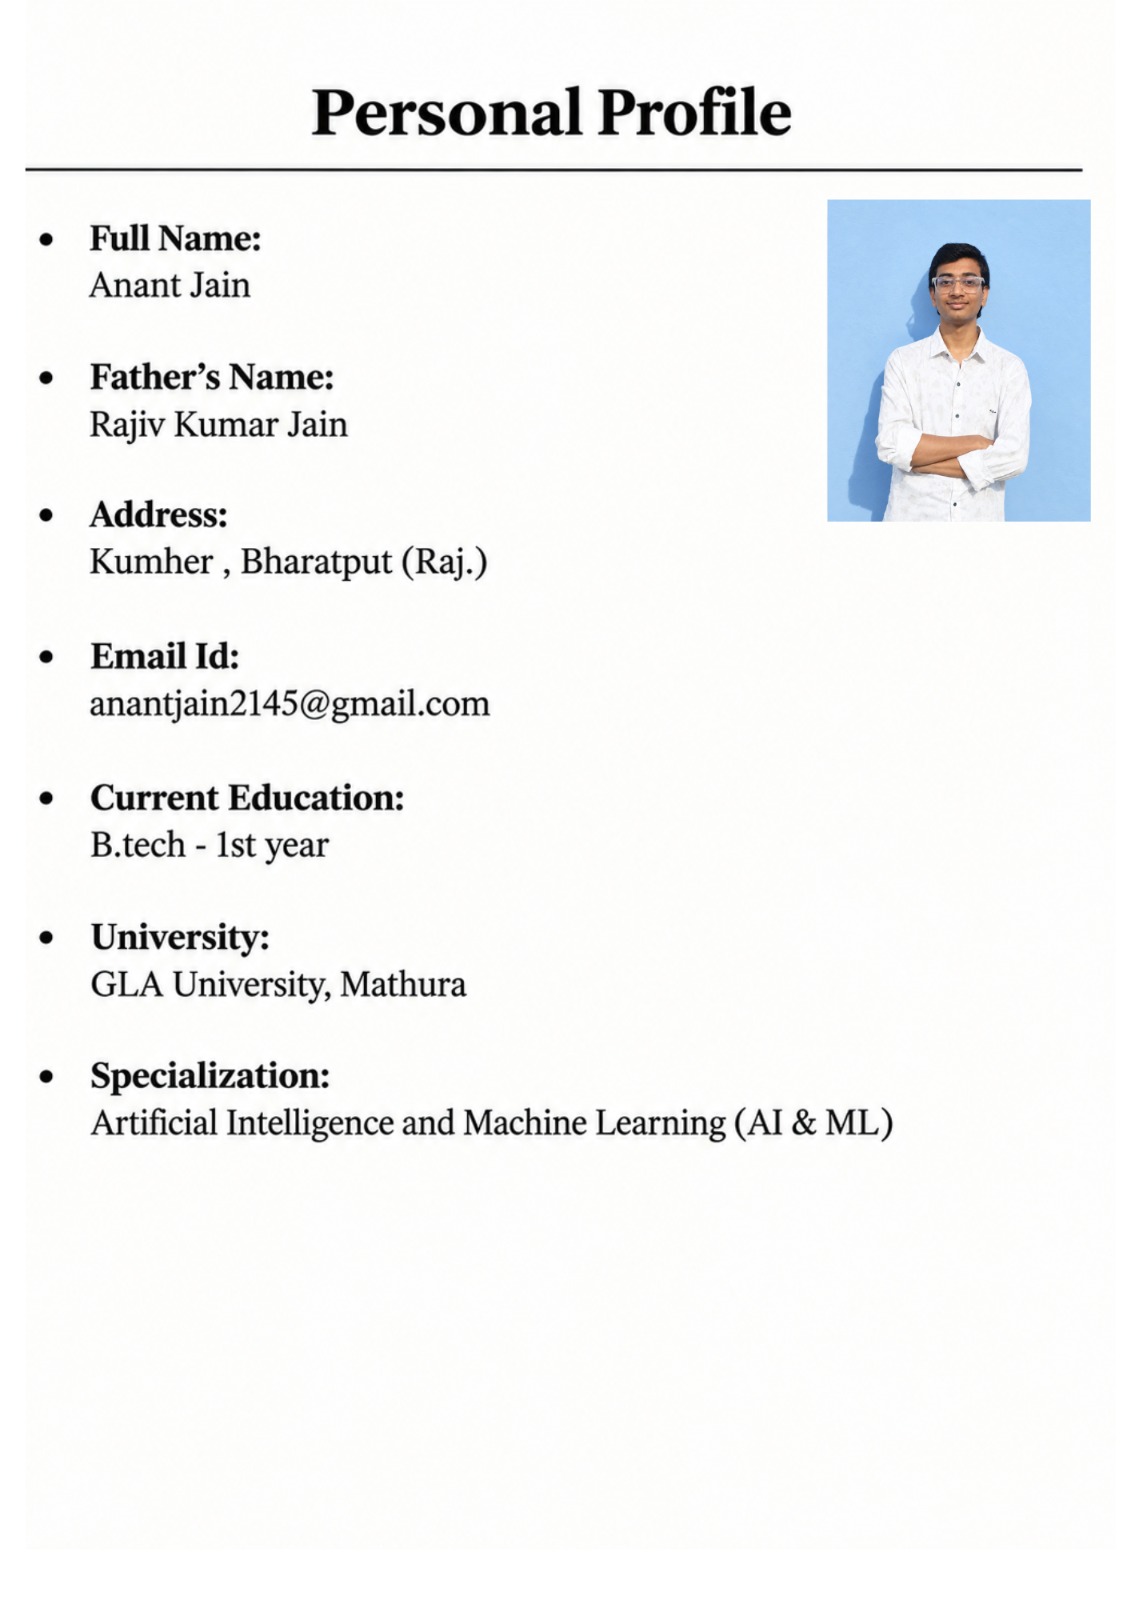 Personal Profile
• Full Name:
Anant Jain
• Father’s Name:
Rajiv Kumar Jain
• Address:
Kumher , Bharatput (Raj.)
• Email Id:
anantjain2145@gmail.com
• Current Education:
B.tech - 1st year
• University:
GLA University, Mathura
• Specialization:
Artificial Intelligence and Machine Learning (AI & ML)